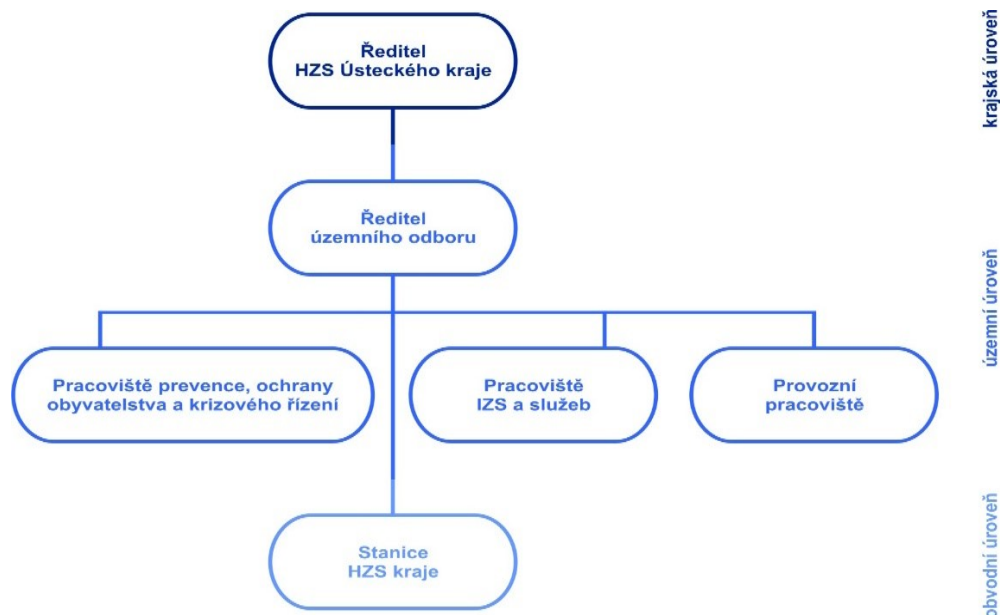 Ředitel
HZS Ústeckého kraje
krajská úroveň
Ředitel
územního odboru
územní úroveň
Pracoviště prevence, ochrany
obyvatelstva a krizového řízení
Pracoviště
IZS a služeb
Provozní
pracoviště
Stanice
HZS kraje
obvodní úroveň